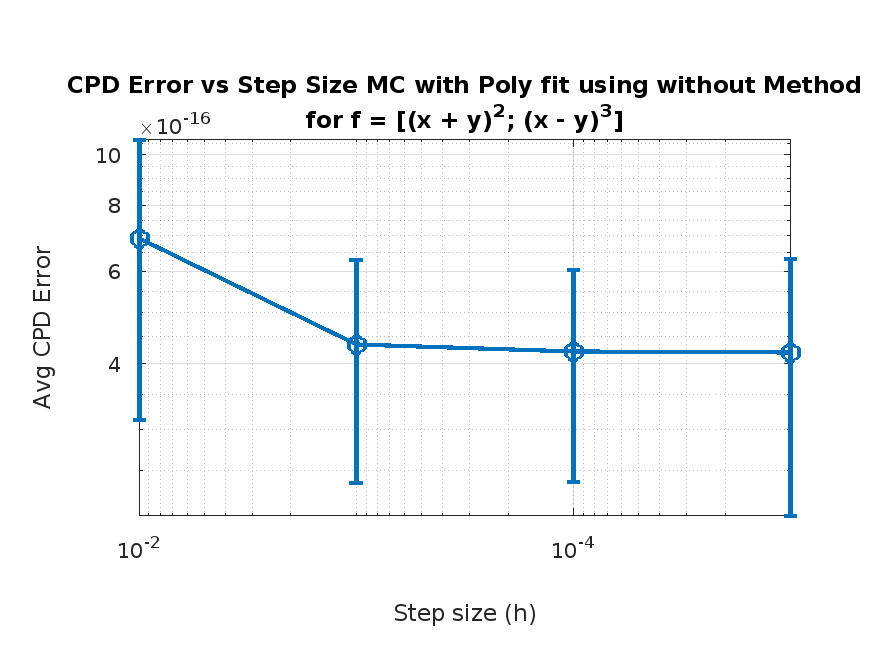 CPD Error vs Step Size MC with Poly fit using without Method
for f = [(x + y)²; (x - y)³]
×10⁻¹⁶
10
8
6
4
Avg CPD Error
10⁻²
10⁻⁴
Step size (h)